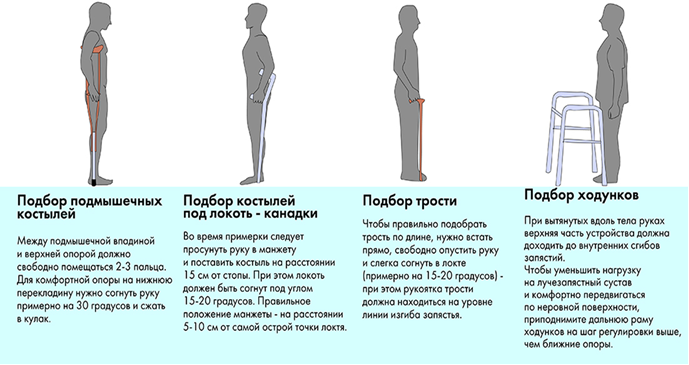 Подбор подмышечных
костылей
Между подмышечной впадиной
и верхней опорой должно
свободно помещаться 2-3 пальца.
Для комфортной опоры на нижнюю
перекладину нужно согнуть руку
примерно на 30 градусов и сжать
в кулак.
Подбор костылей
под локоть - канадки
Во время примерки следует
просунуть руку в манжету
и поставить костыль на расстоянии
15 см от стопы. При этом локоть
должен быть согнут под углом
15-20 градусов. Правильное
положение манжеты - на расстоянии
5-10 см от самой острой точки локтя.
Подбор трости
Чтобы правильно подобрать
трость по длине, нужно встать
прямо, свободно опустить руку
и слегка согнуть в локте
(примерно на 15-20 градусов) -
при этом рукоятка трости
должна находиться на уровне
линии изгиба запястья.
Подбор ходунков
При вытянутых вдоль тела руках
верхняя часть устройства должна
доходить до внутренних сгибов
запястий.
Чтобы уменьшить нагрузку
на лучезапястный сустав
и комфортно передвигаться
по неровной поверхности,
приподнимите дальнюю раму
ходунков на шаг регулировки выше,
чем ближние опоры.